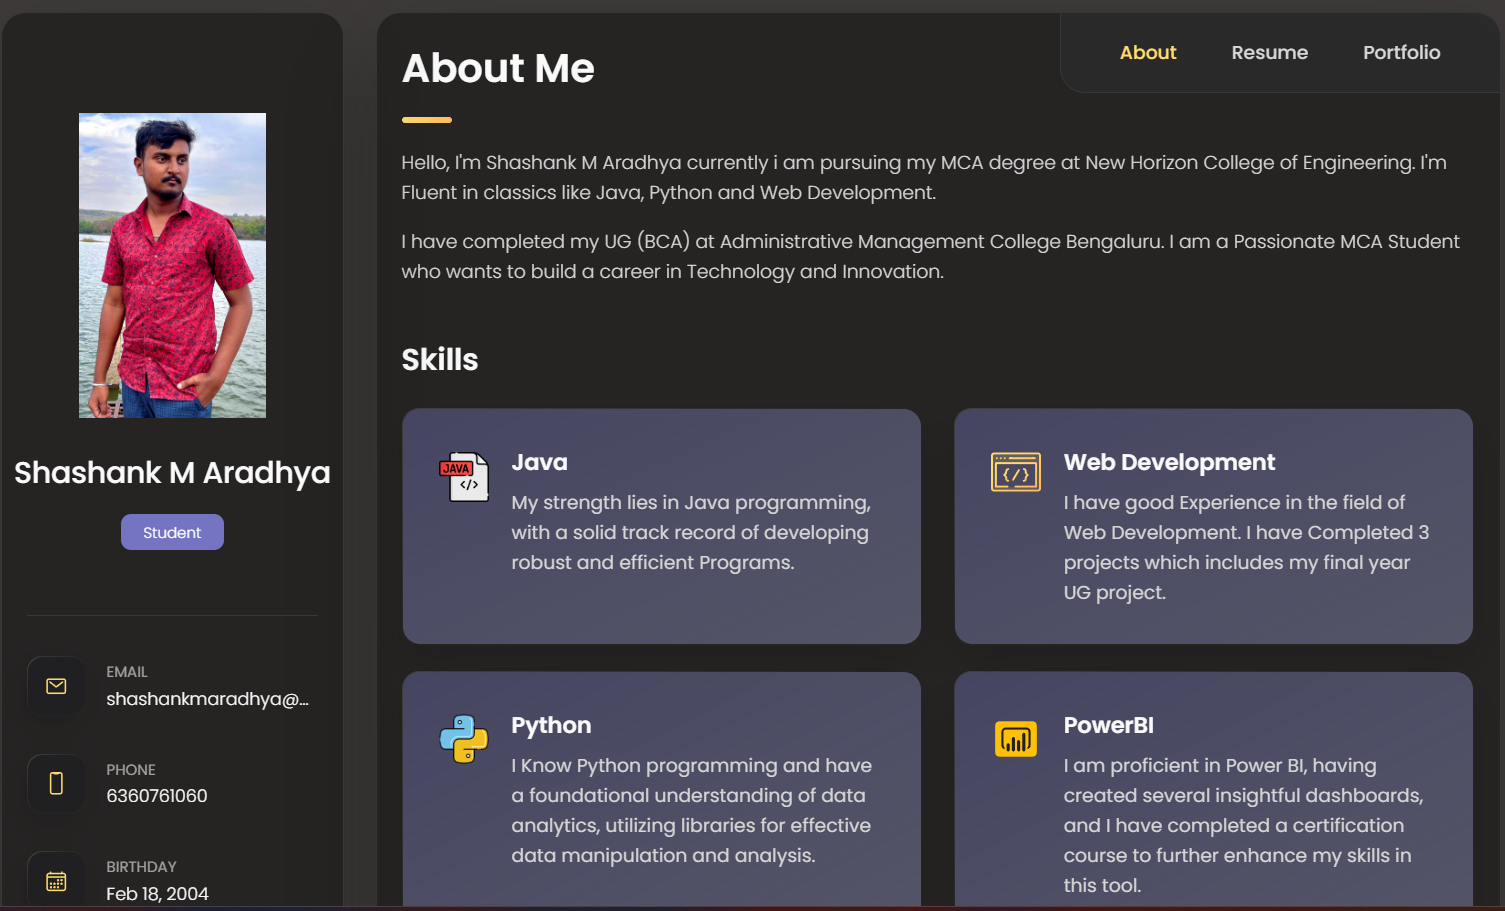 Shashank M Aradhya
Student
EMAIL
shashankmaradhya@...
PHONE
6360761060
BIRTHDAY
Feb 18, 2004
About
Resume
Portfolio
About Me
Hello, I'm Shashank M Aradhya currently i am pursuing my MCA degree at New Horizon College of Engineering. I'm
Fluent in classics like Java, Python and Web Development.
I have completed my UG (BCA) at Administrative Management College Bengaluru. I am a Passionate MCA Student
who wants to build a career in Technology and Innovation.
Skills
JAVA
</>
Java
My strength lies in Java programming,
with a solid track record of developing
robust and efficient Programs.
{/}
Web Development
I have good Experience in the field of
Web Development. I have Completed 3
projects which includes my final year
UG project.
Python
I Know Python programming and have
a foundational understanding of data
analytics, utilizing libraries for effective
data manipulation and analysis.
PowerBI
I am proficient in Power BI, having
created several insightful dashboards,
and I have completed a certification
course to further enhance my skills in
this tool.